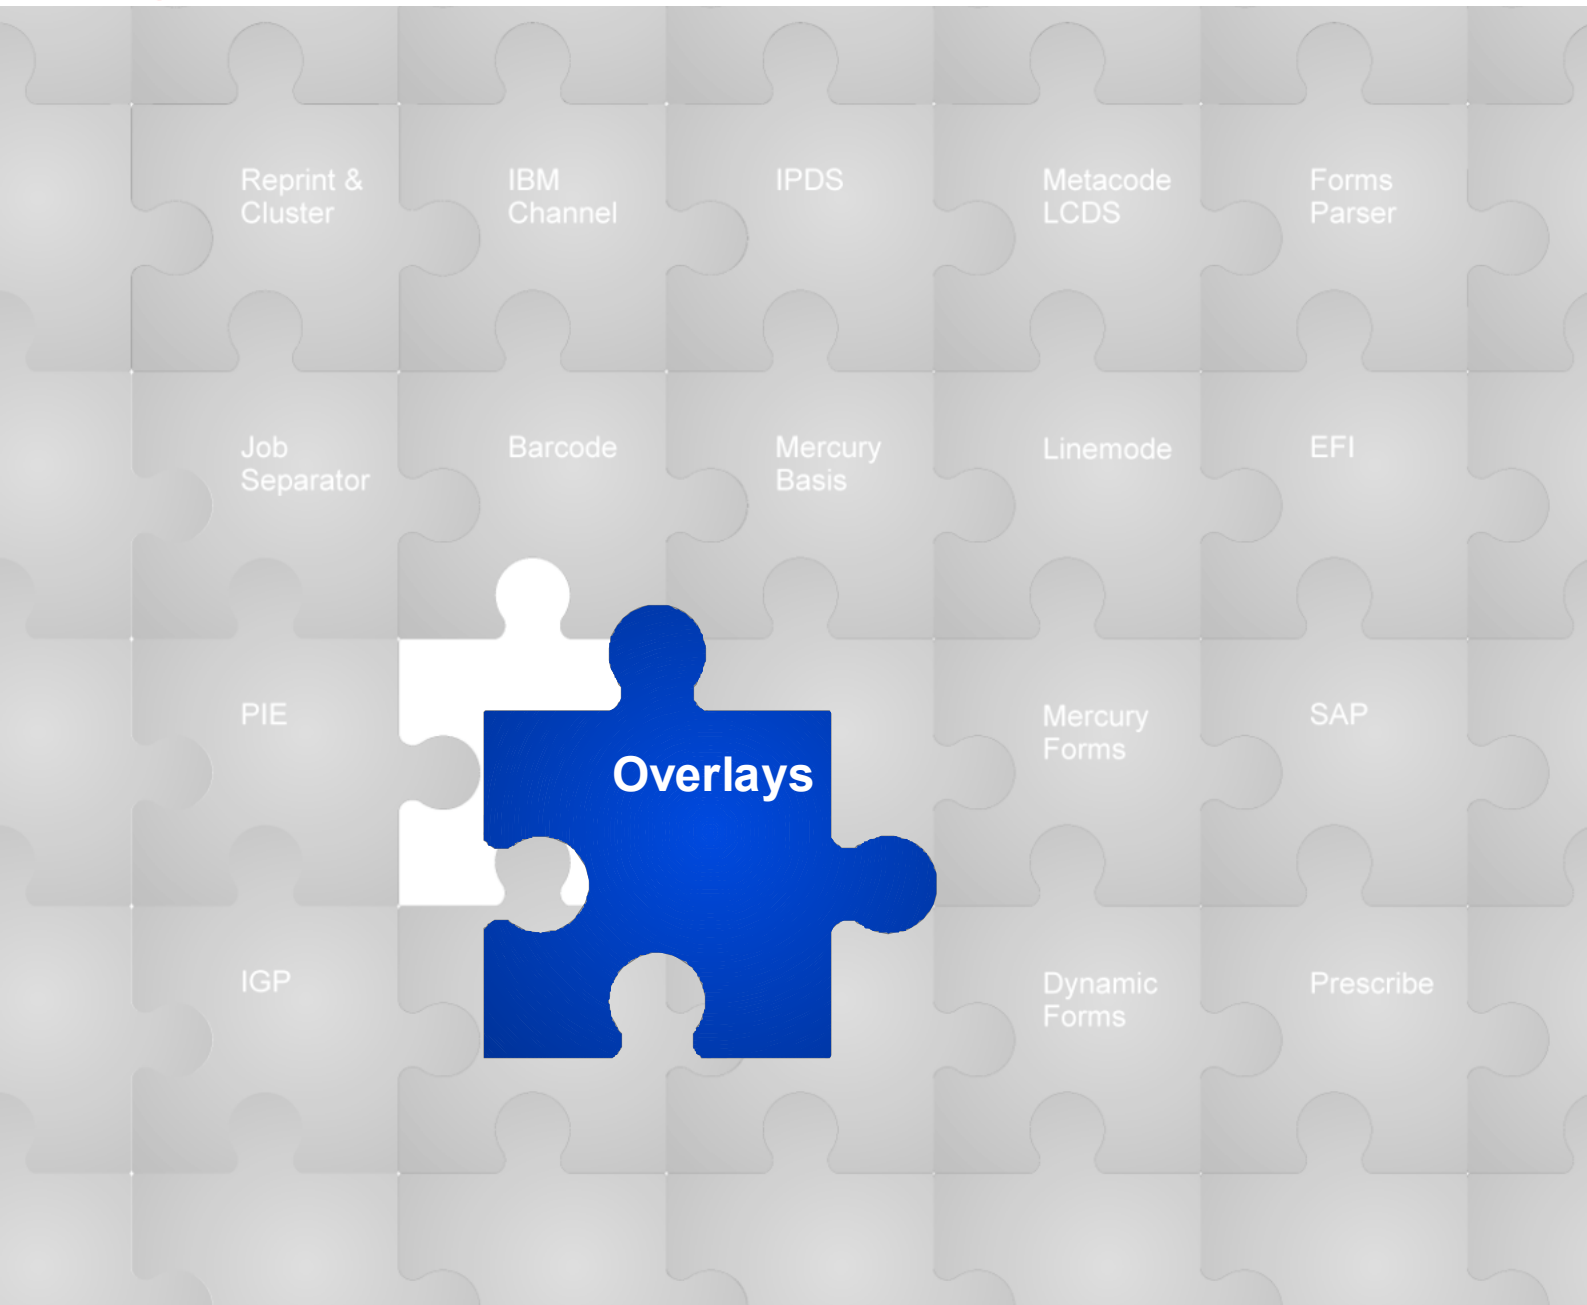 Reprint &
Cluster
IBM
Channel
IPDS
Metacode
LCDS
Forms
Parser
Job
Separator
Barcode
Mercury
Basis
Linemode
EFI
PIE
Overlays
Mercury
Forms
SAP
IGP
Dynamic
Forms
Prescribe